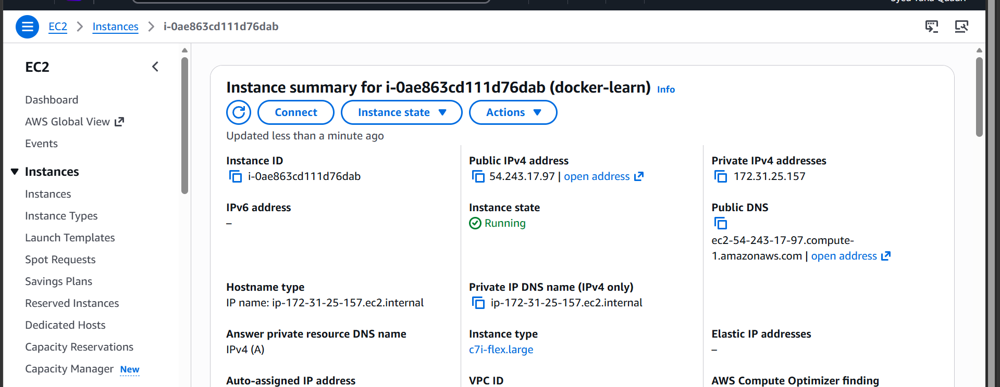 EC2 > Instances > i-0ae863cd111d76dab
EC2
Dashboard
AWS Global View
Events
Instances
Instances
Instance Types
Launch Templates
Spot Requests
Savings Plans
Reserved Instances
Dedicated Hosts
Capacity Reservations
Capacity Manager New
Instance summary for i-0ae863cd111d76dab (docker-learn) Info
Connect
Instance state
Actions
Updated less than a minute ago
Instance ID
i-0ae863cd111d76dab
Public IPv4 address
54.243.17.97 | open address
Private IPv4 addresses
172.31.25.157
IPv6 address
–
Instance state
Running
Public DNS
ec2-54-243-17-97.compute-
1.amazonaws.com | open address
Hostname type
IP name: ip-172-31-25-157.ec2.internal
Private IP DNS name (IPv4 only)
ip-172-31-25-157.ec2.internal
Answer private resource DNS name
IPv4 (A)
Instance type
c7i-flex.large
Elastic IP addresses
–
Auto-assigned IP address
VPC ID
AWS Compute Optimizer finding